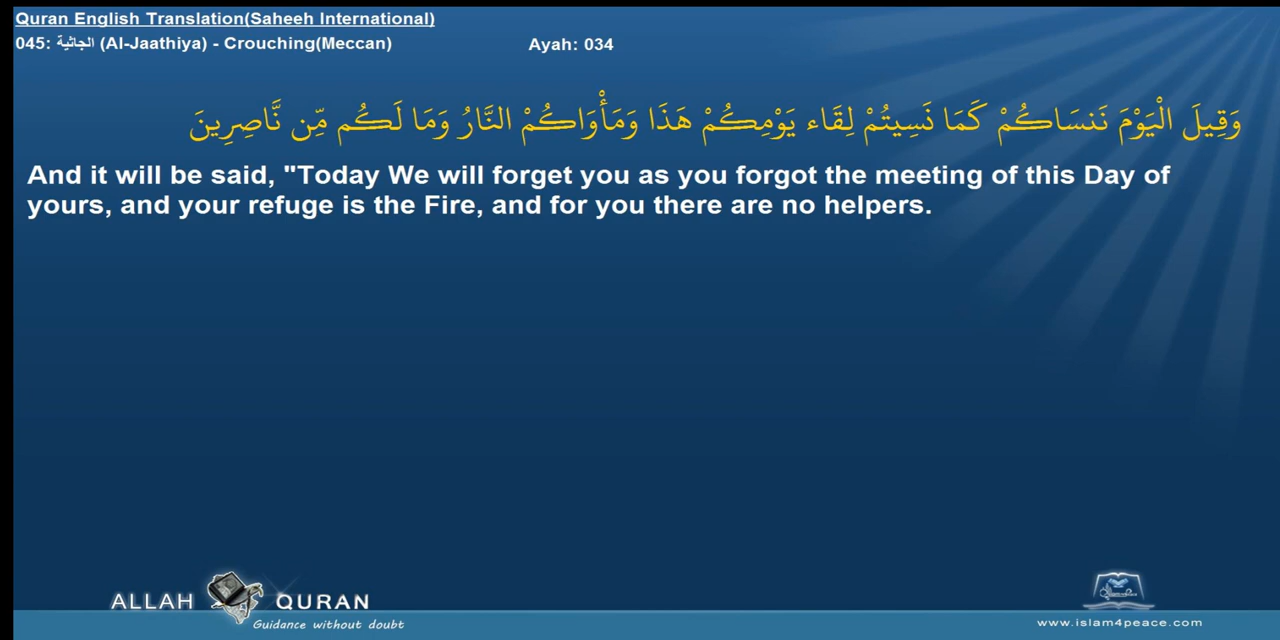 Quran English Translation(Saheeh International)
045: الجاثية (Al-Jaathiya) - Crouching(Meccan) Ayah: 034
وَقِيلَ الْيَوْمَ نَنسَاكُمْ كَمَا نَسِيتُمْ لِقَاء يَوْمِكُمْ هَذَا وَمَأْوَاكُمْ النَّارُ وَمَا لَكُم مِّن نَّاصِرِينَ
And it will be said, "Today We will forget you as you forgot the meeting of this Day of
yours, and your refuge is the Fire, and for you there are no helpers.
ALLAH QURAN
Guidance without doubt
www.islam4peace.com